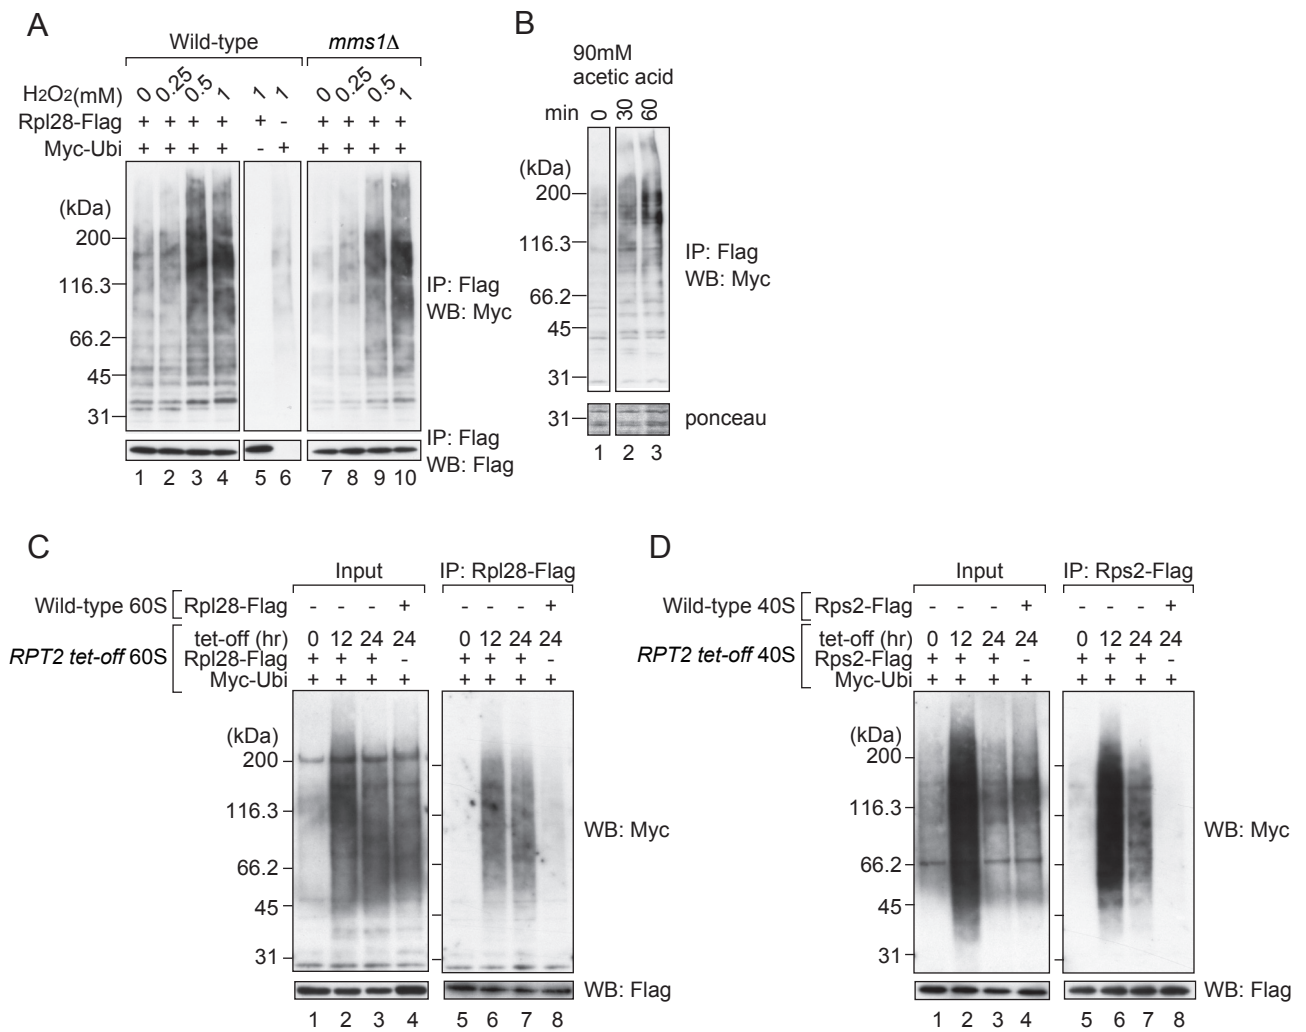 A
Wild-type mms1Δ
H2O2(mM) 0 0.25 0.5 1 1 1 0 0.25 0.5 1
Rpl28-Flag + + + + + - + + + +
Myc-Ubi + + + + - + + + + +
(kDa)
200
116.3
66.2
45
31
IP: Flag
WB: Myc
IP: Flag
WB: Flag
1 2 3 4 5 6 7 8 9 10
B
90mM
acetic acid
min 0 30 60
(kDa)
200
116.3
66.2
45
31
IP: Flag
WB: Myc
31
ponceau
1 2 3
C
Input IP: Rpl28-Flag
Wild-type 60S Rpl28-Flag - - - + - - - +
tet-off (hr) 0 12 24 24 0 12 24 24
RPT2 tet-off 60S Rpl28-Flag + + + - + + + -
Myc-Ubi + + + + + + + +
(kDa)
200
116.3
66.2
45
31
WB: Myc
WB: Flag
1 2 3 4 5 6 7 8
D
Input IP: Rps2-Flag
Wild-type 40S Rps2-Flag - - - + - - - +
tet-off (hr) 0 12 24 24 0 12 24 24
RPT2 tet-off 40S Rps2-Flag + + + - + + + -
Myc-Ubi + + + + + + + +
(kDa)
200
116.3
66.2
45
31
WB: Myc
WB: Flag
1 2 3 4 5 6 7 8